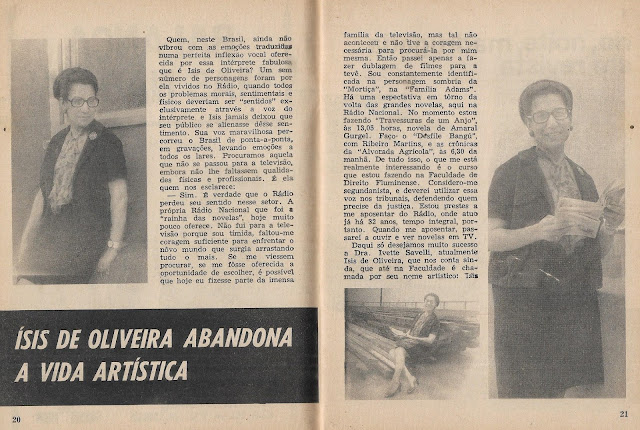 Quem, neste Brasil, ainda não
vibrou com as emoções traduzidas
numa perfeita inflexão vocal ofere-
cida por essa intérprete fabulosa
que é Isis de Oliveira? Um sem
número de personagens foram por
ela vividos no Rádio, quando todos
os problemas morais, sentimentais e
físicos deveriam ser "sentidos" ex-
clusivamente através a voz do
intérprete, e Isis jamais deixou que
seu público se alienasse dêsse sen-
timento. Sua voz maravilhosa per-
correu o Brasil de ponta-a-ponta,
em gravações, levando emoções a
todos os lares. Procuramos aquela
que não se passou para a televisão,
embora não lhe faltassem qualida-
des físicas e profissionais. É ela
quem nos esclarece:
— Sim. É verdade que o Rádio
perdeu seu sentido nesse setor. A
própria Rádio Nacional que foi a
"rainha das novelas", hoje muito
pouco oferece. Não fui para a tele-
visão porque sou tímida, faltou-me
coragem suficiente para enfrentar o
nôvo mundo que surgia arrastando
tudo o mais. Se me viessem
procurar, se me fôsse oferecida a
oportunidade de escolher, é possível
que hoje eu fizesse parte da imensa
ÍSIS DE OLIVEIRA ABANDONA
A VIDA ARTÍSTICA
20
família da televisão, mas tal não
aconteceu e não tive a coragem ne-
cessária para procurá-la por mim
mesma. Então passei apenas a
fazer dublagem de filmes para a
tevê. Sou constantemente identifi-
cada na personagem sombria da
"Mortiça", na "Família Adams".
Há uma espectativa em tôrno da
volta das grandes novelas, aqui na
Rádio Nacional. No momento estou
fazendo "Travessuras de um Anjo",
às 13,05 horas, novela de Amaral
Gurgel. Faço o "Desfile Bangú",
com Ribeiro Martins, e as crônicas
da "Alvorada Agrícola", às 6,30 da
manhã. De tudo isso, o que me está
realmente interessando é o curso
que estou fazendo na Faculdade de
Direito Fluminense. Considero-me
segundanista, e deverei utilizar essa
voz nos tribunais, defendendo quem
precise da justiça. Estou prestes a
me aposentar do Rádio, onde atuo
já há 32 anos, tempo integral, por-
tanto. Quando me aposentar, pas-
sarei a ouvir e ver novelas em TV.
Daqui só desejamos muito sucesso
a Dra. Ivette Savelli, atualmente
Isis de Oliveira, que nos conta ain-
da, que até na Faculdade é cha-
mada por seu nome artístico: Isis
21